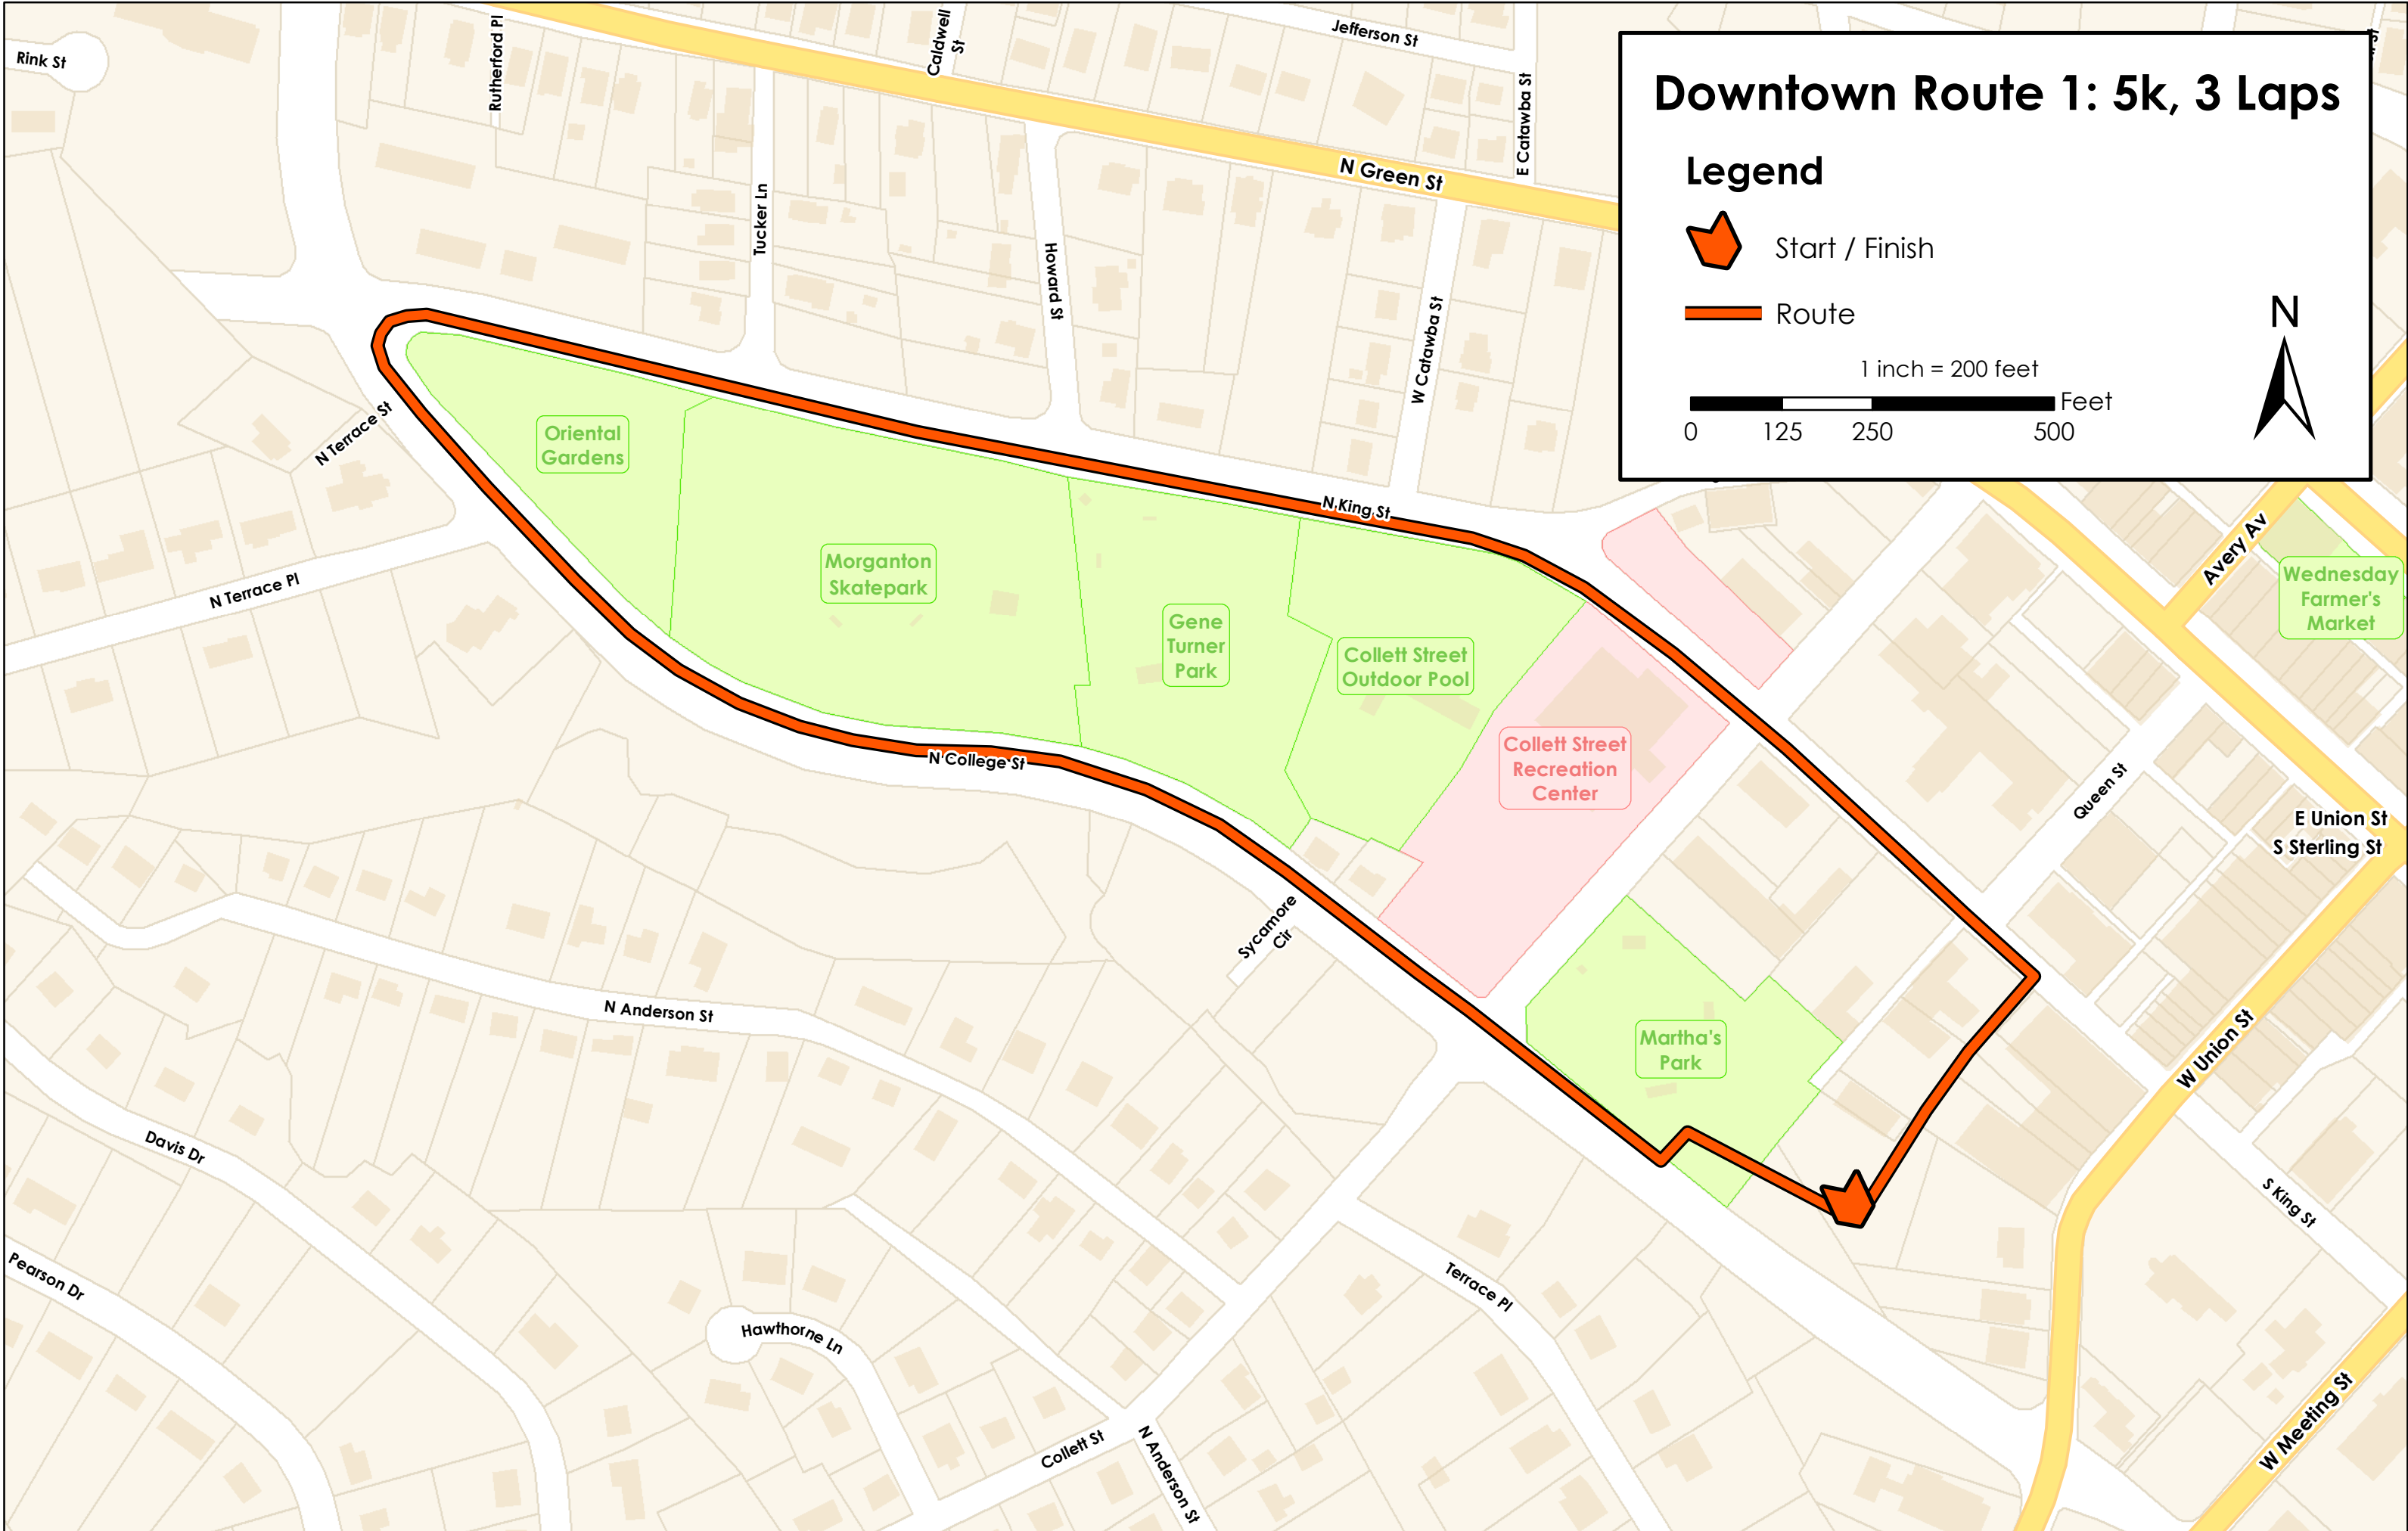 Rink St
Rutherford Pl
Caldwell
St
Jefferson St
E Catawba St
N Green St
Tucker Ln
Howard St
W Catawba St
Downtown Route 1: 5k, 3 Laps
Legend
Start / Finish
Route
N
1 inch = 200 feet
Feet
0 125 250 500
N Terrace St
Oriental
Gardens
N King St
Morganton
Skatepark
N Terrace Pl
Gene
Turner
Park
Collett Street
Outdoor Pool
Collett Street
Recreation
Center
Avery Av
Wednesday
Farmer's
Market
N College St
Queen St
E Union St
S Sterling St
Sycamore
Cir
N Anderson St
Martha's
Park
W Union St
Davis Dr
S King St
Pearson Dr
Terrace Pl
Hawthorne Ln
Collett St
N Anderson St
W Meeting St